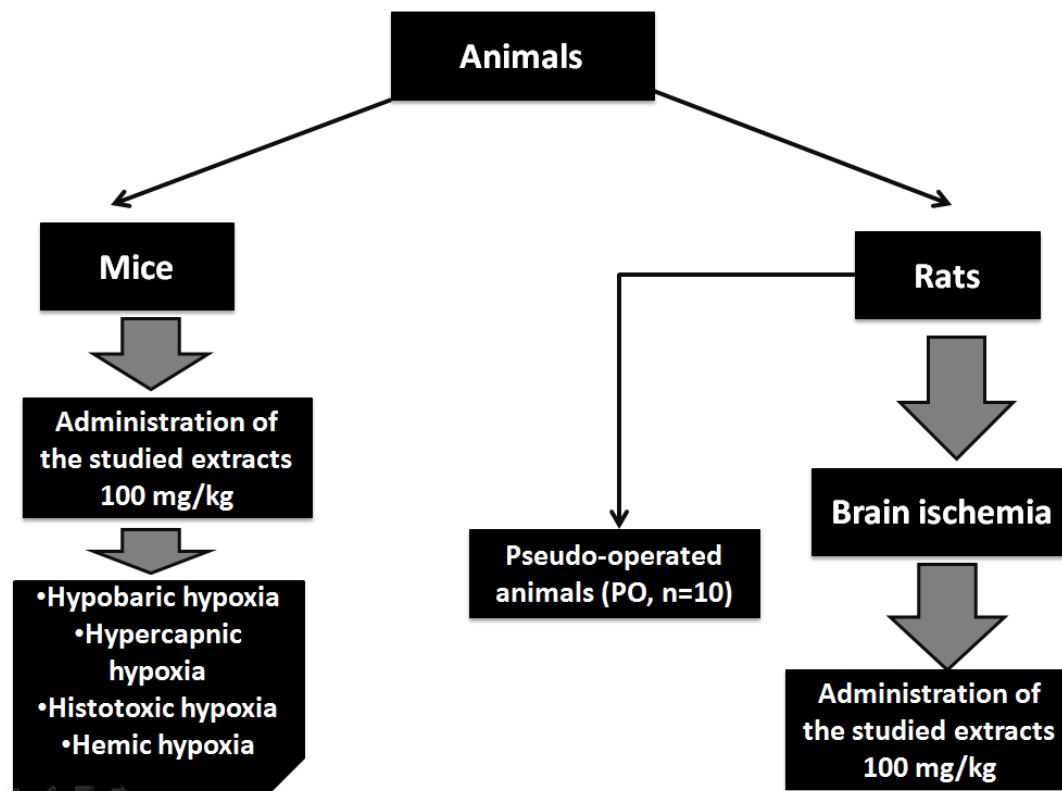 Animals
Mice
Rats
Administration of
the studied extracts
100 mg/kg
Brain ischemia
Pseudo-operated
animals (PO, n=10)
•Hypobaric hypoxia
•Hypercapnic
hypoxia
•Histotoxic hypoxia
•Hemic hypoxia
Administration of
the studied extracts
100 mg/kg